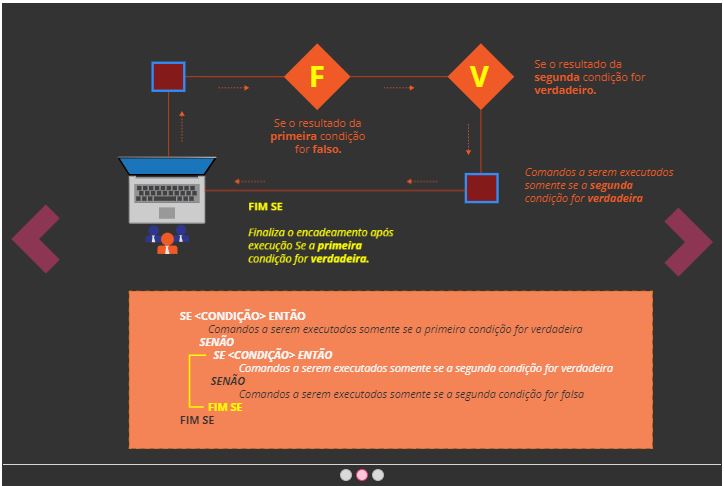 F
V
Se o resultado da
segunda condição for
verdadeiro.
Se o resultado da
primeira condição
for falso.
Comandos a serem executados
somente se a segunda
condição for verdadeira
FIM SE
Finaliza o encadeamento após
execução Se a primeira
condição for verdadeira.
SE <CONDIÇÃO> ENTÃO
Comandos a serem executados somente se a primeira condição for verdadeira
SENÃO
SE <CONDIÇÃO> ENTÃO
Comandos a serem executados somente se a segunda condição for verdadeira
SENÃO
Comandos a serem executados somente se a segunda condição for falsa
FIM SE
FIM SE